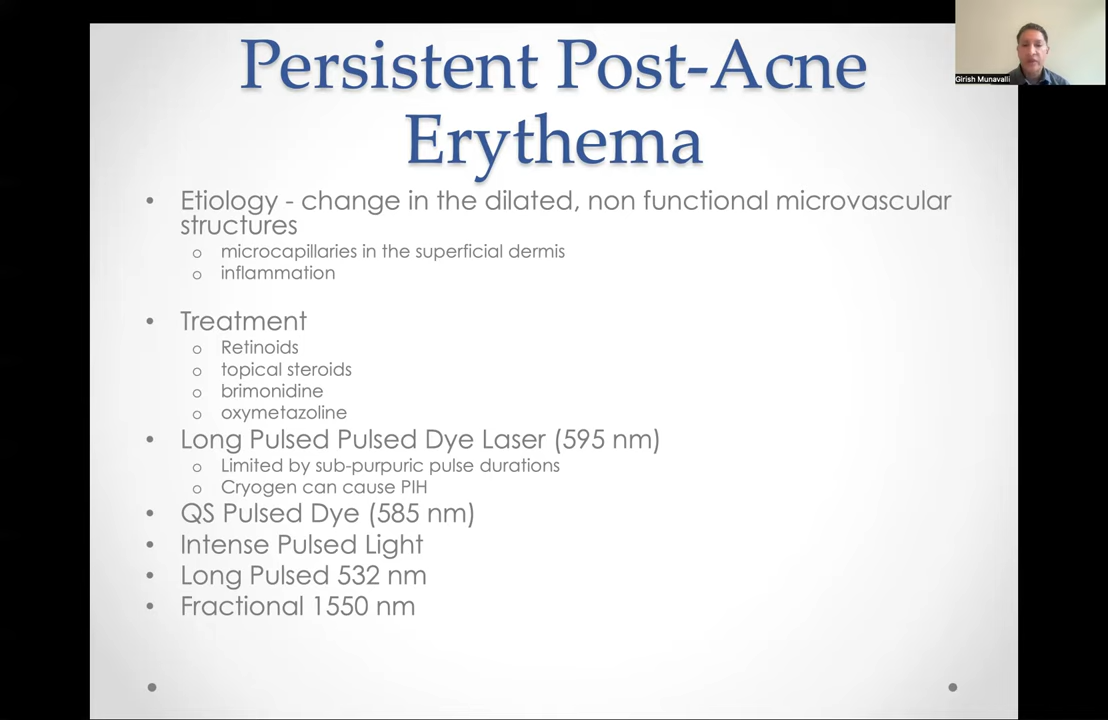 Persistent Post-Acne
Erythema
Girish Munavalli
• Etiology - change in the dilated, non functional microvascular
structures
o microcapillaries in the superficial dermis
o inflammation
• Treatment
o Retinoids
o topical steroids
o brimonidine
o oxymetazoline
• Long Pulsed Pulsed Dye Laser (595 nm)
o Limited by sub-purpuric pulse durations
o Cryogen can cause PIH
• QS Pulsed Dye (585 nm)
• Intense Pulsed Light
• Long Pulsed 532 nm
• Fractional 1550 nm